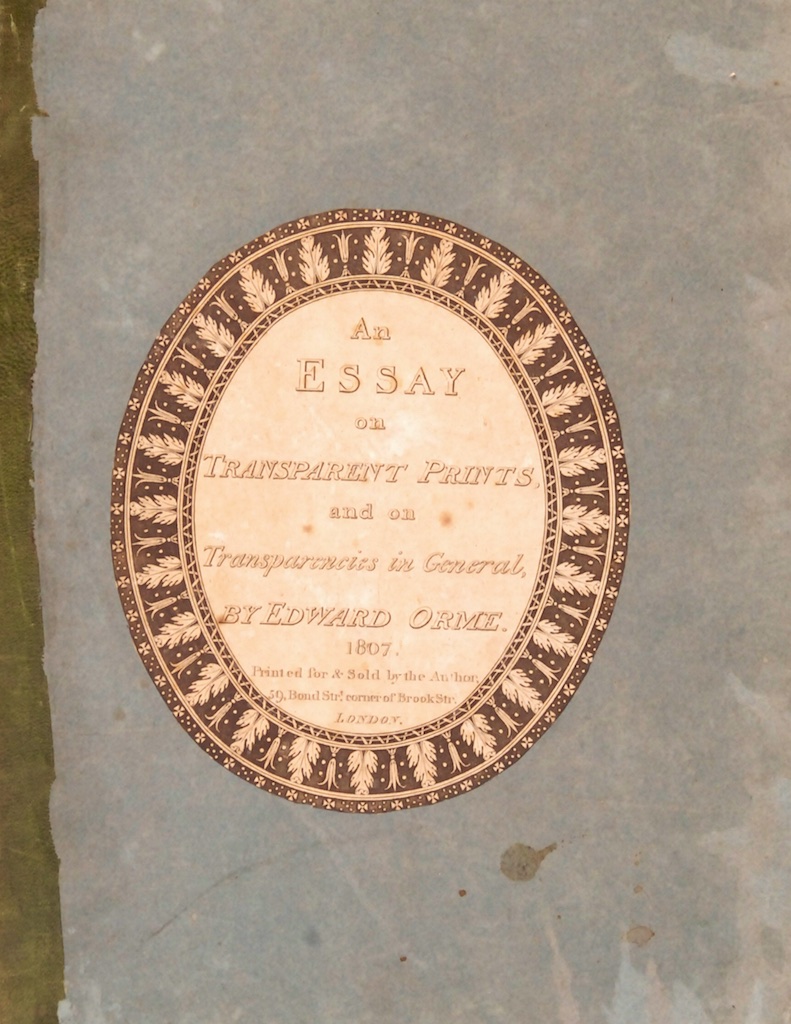 An
ESSAY
on
TRANSPARENT PRINTS,
and on
Transparencies in General,
BY EDWARD ORME.
1807.
Printed for & Sold by the Author,
59, Bond Str.t corner of Brook Str.
LONDON.